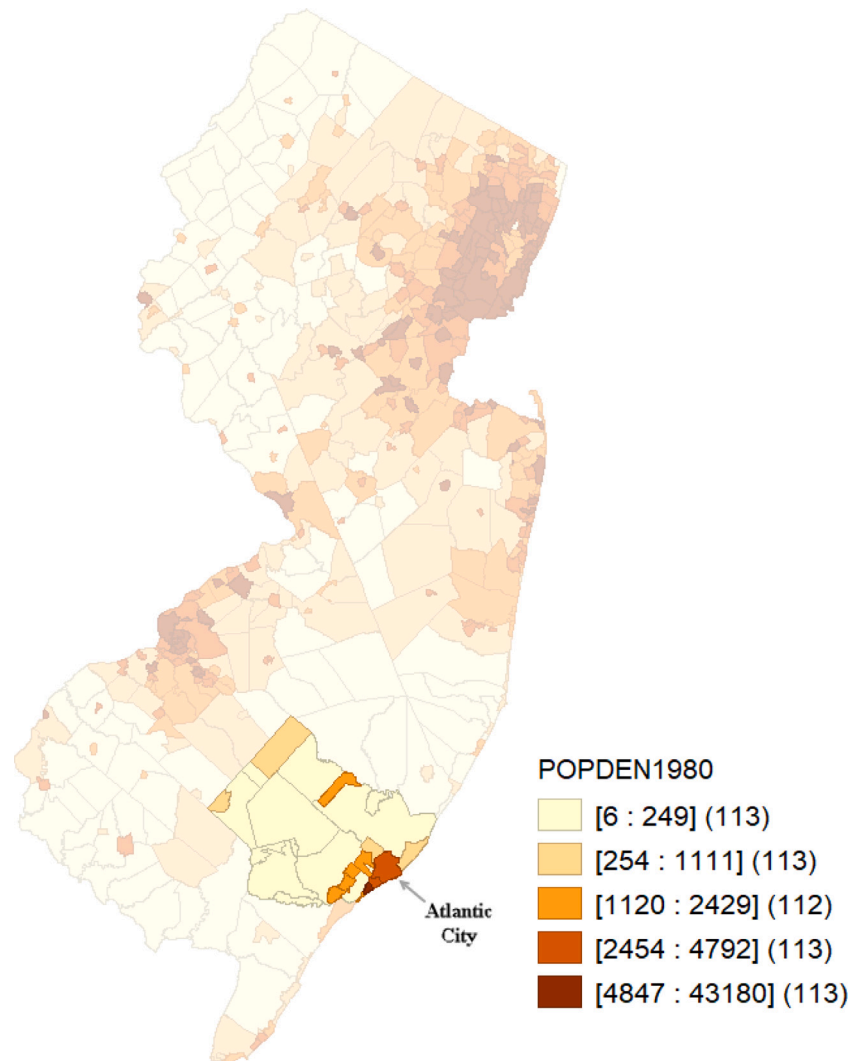 POPDEN1980
[6 : 249] (113)
[254 : 1111] (113)
[1120 : 2429] (112)
[2454 : 4792] (113)
[4847 : 43180] (113)
Atlantic
City